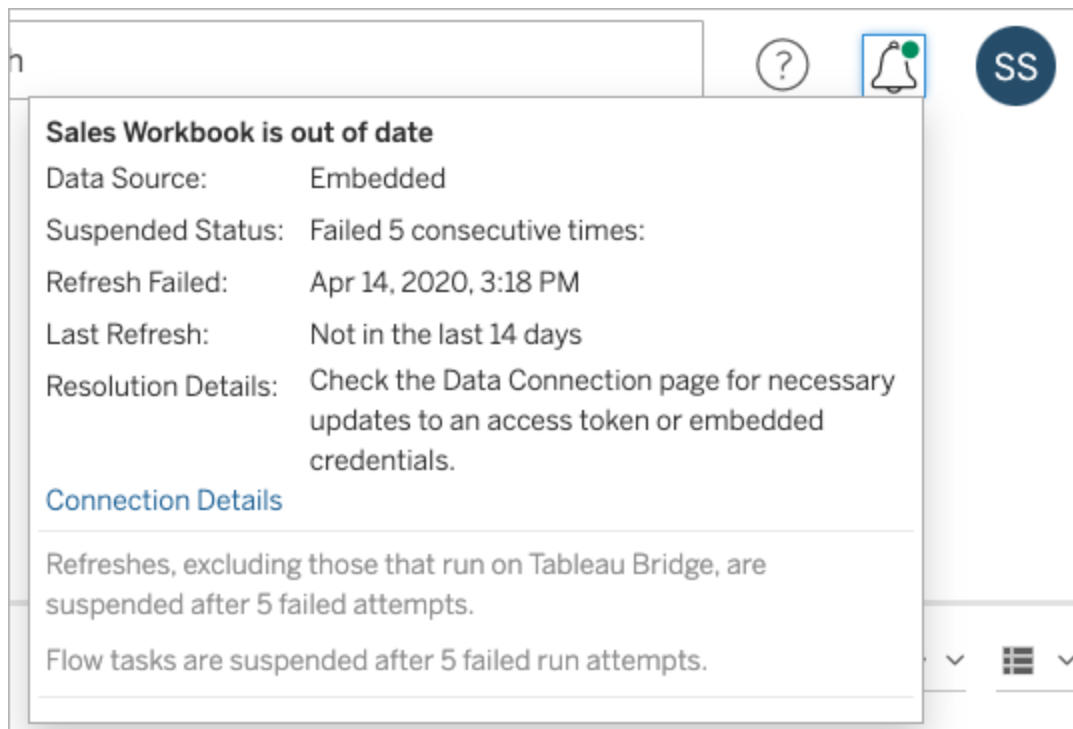 h
?
SS
Sales Workbook is out of date
Data Source: Embedded
Suspended Status: Failed 5 consecutive times:
Refresh Failed: Apr 14, 2020, 3:18 PM
Last Refresh: Not in the last 14 days
Resolution Details: Check the Data Connection page for necessary
updates to an access token or embedded
credentials.
Connection Details
Refreshes, excluding those that run on Tableau Bridge, are
suspended after 5 failed attempts.
Flow tasks are suspended after 5 failed run attempts.